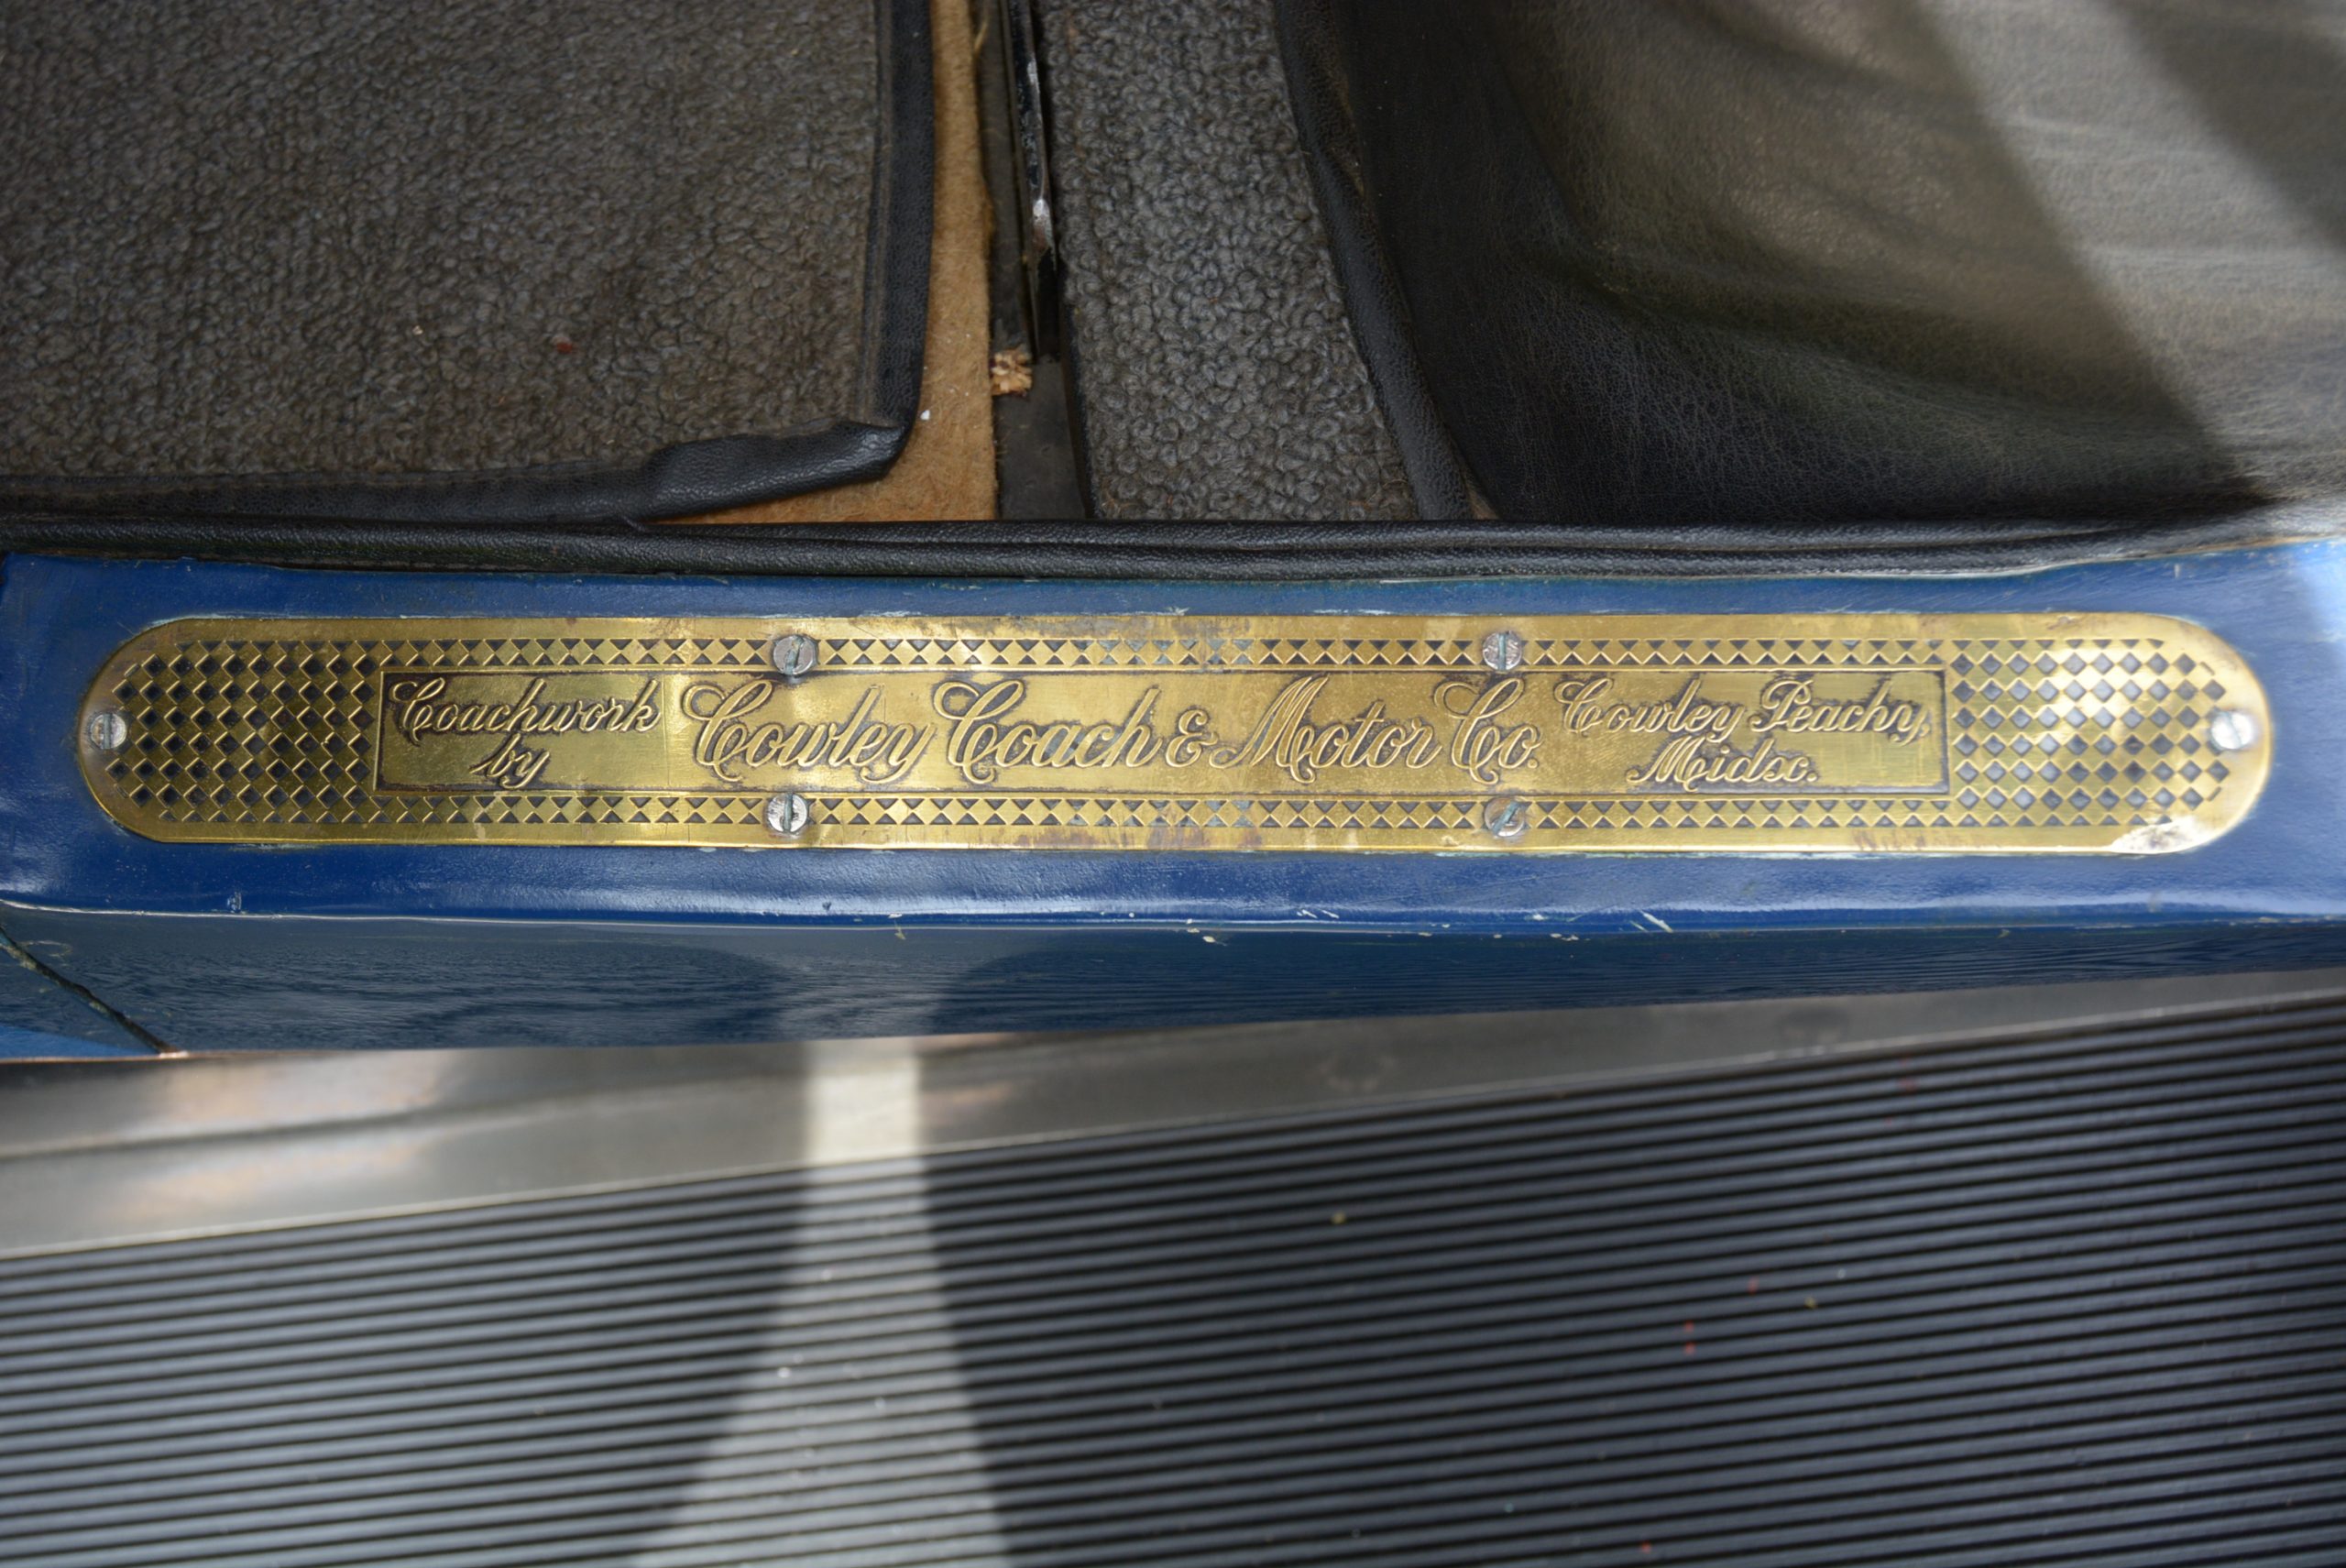 Coachwork
by
Cowley Coach & Motor Co.
Cowley Peachy,
Midsx.